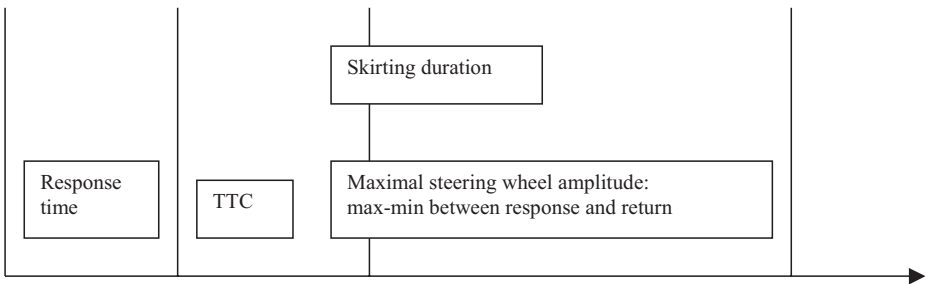 Skirting duration
Response
time
TTC
Maximal steering wheel amplitude:
max-min between response and return